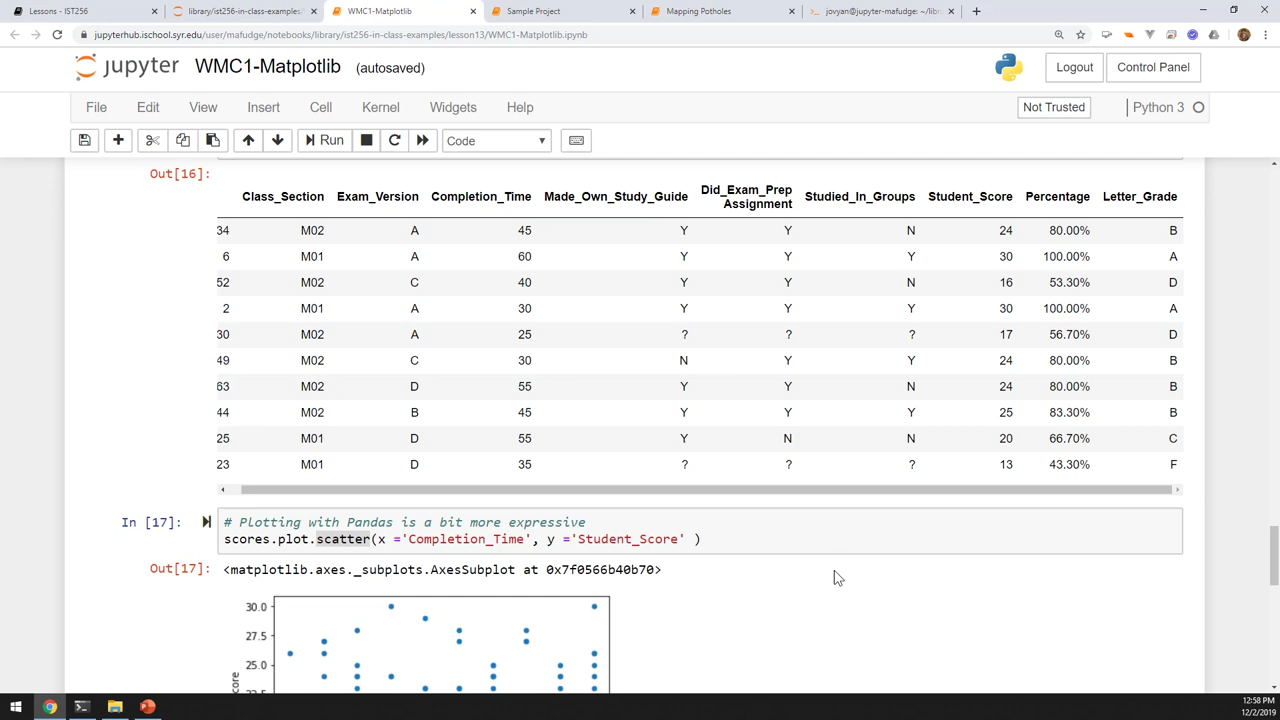 Lessons - IST256
library/ist256-in-class-examples/
WMC1-Matplotlib
Sample Project
Mapping Potholes
jovyan@jupyter-mafudge: ~/libr
jupyterhub.ischool.syr.edu/user/mafudge/notebooks/library/ist256-in-class-examples/lesson13/WMC1-Matplotlib.ipynb
jupyter WMC1-Matplotlib (autosaved) Logout Control Panel
File Edit View Insert Cell Kernel Widgets Help Not Trusted Python 3
Run Code
Out[16]:
Class_Section Exam_Version Completion_Time Made_Own_Study_Guide Did_Exam_Prep Assignment Studied_In_Groups Student_Score Percentage Letter_Grade
34 M02 A 45 Y Y N 24 80.00% B
6 M01 A 60 Y Y Y 30 100.00% A
52 M02 C 40 Y Y N 16 53.30% D
2 M01 A 30 Y Y Y 30 100.00% A
30 M02 A 25 ? ? ? 17 56.70% D
49 M02 C 30 N Y Y 24 80.00% B
63 M02 D 55 Y Y N 24 80.00% B
44 M02 B 45 Y Y Y 25 83.30% B
25 M01 D 55 Y N N 20 66.70% C
23 M01 D 35 ? ? ? 13 43.30% F
In [17]: # Plotting with Pandas is a bit more expressive
scores.plot.scatter(x ='Completion_Time', y ='Student_Score' )
Out[17]: <matplotlib.axes._subplots.AxesSubplot at 0x7f0566b40b70>
30.0
27.5
25.0
core
12:58 PM
12/2/2019